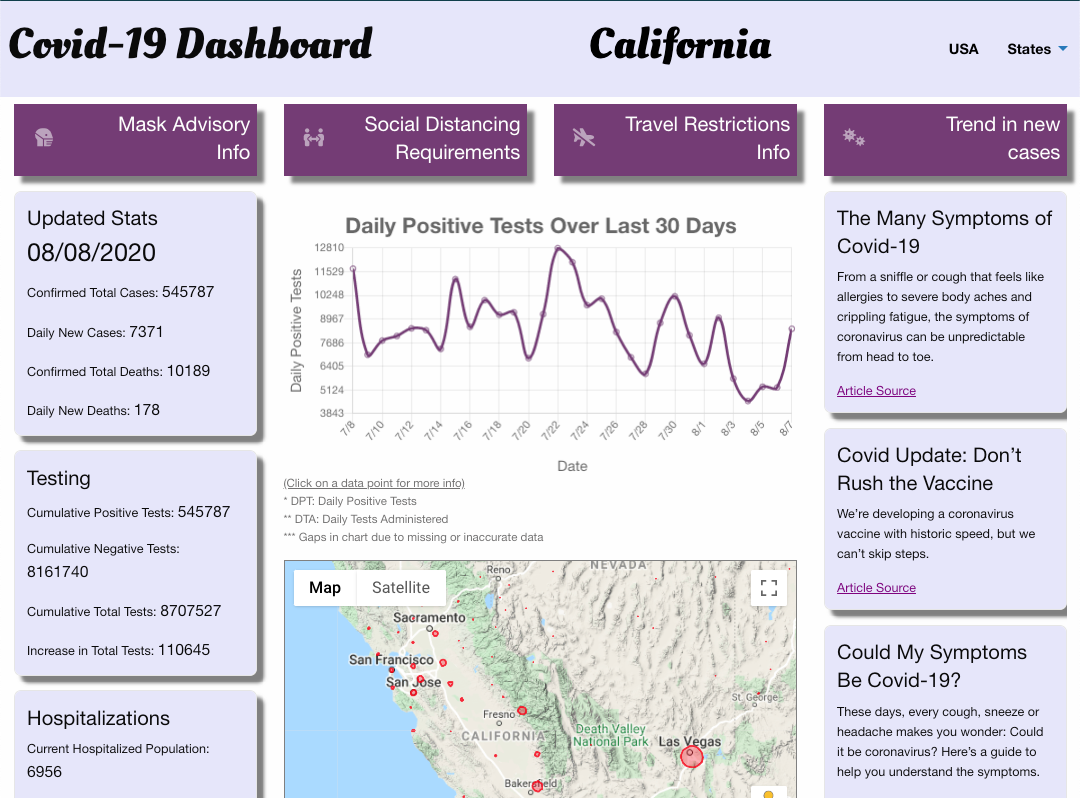 Covid-19 Dashboard
California
USA
States
Mask Advisory
Info
Social Distancing
Requirements
Travel Restrictions
Info
Trend in new
cases
Updated Stats
08/08/2020
Confirmed Total Cases: 545787
Daily New Cases: 7371
Confirmed Total Deaths: 10189
Daily New Deaths: 178
Testing
Cumulative Positive Tests: 545787
Cumulative Negative Tests:
8161740
Cumulative Total Tests: 8707527
Increase in Total Tests: 110645
Hospitalizations
Current Hospitalized Population:
6956
Daily Positive Tests Over Last 30 Days
Daily Positive Tests
12810
11529
10248
8967
7686
6405
5124
3843
7/8
7/10
7/12
7/14
7/16
7/18
7/20
7/22
7/24
7/26
7/28
7/30
8/1
8/3
8/5
8/7
Date
(Click on a data point for more info)
* DPT: Daily Positive Tests
** DTA: Daily Tests Administered
*** Gaps in chart due to missing or inaccurate data
Map
Satellite
Reno
NEVADA
Sacramento
San Francisco
San Jose
St. George
Fresno
CALIFORNIA
Death Valley
National Park
Las Vegas
Bakersfield
The Many Symptoms of
Covid-19
From a sniffle or cough that feels like
allergies to severe body aches and
crippling fatigue, the symptoms of
coronavirus can be unpredictable
from head to toe.
Article Source
Covid Update: Don’t
Rush the Vaccine
We’re developing a coronavirus
vaccine with historic speed, but we
can’t skip steps.
Article Source
Could My Symptoms
Be Covid-19?
These days, every cough, sneeze or
headache makes you wonder: Could
it be coronavirus? Here’s a guide to
help you understand the symptoms.